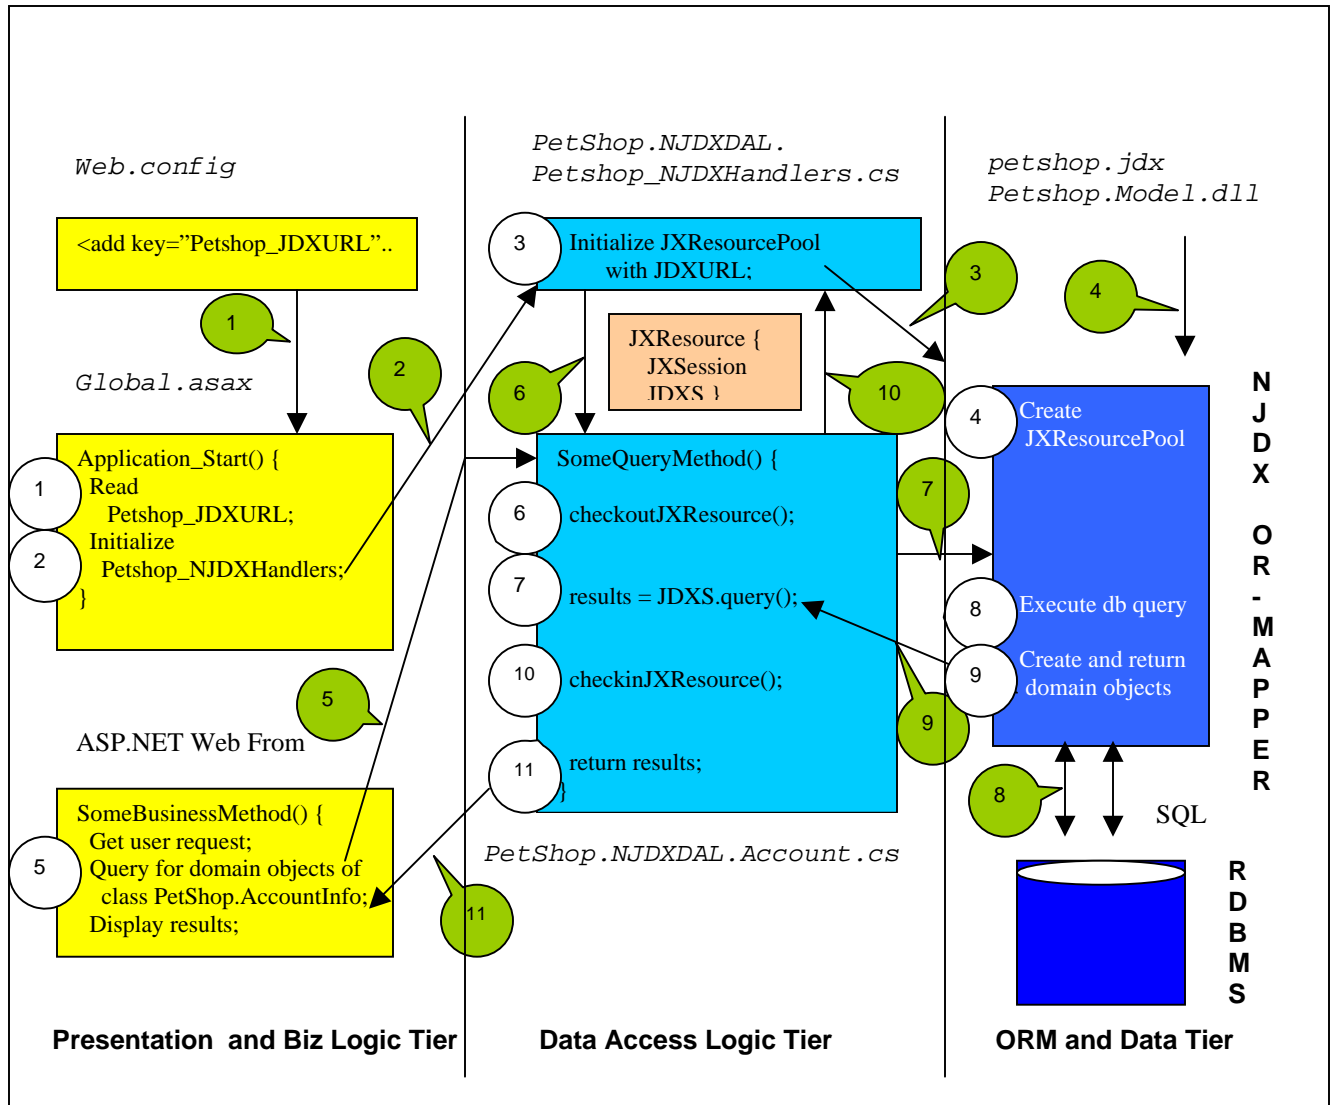 Web.config
<add key=”Petshop_JDXURL”..
1
Global.asax
Application_Start() {
Read
Petshop_JDXURL;
Initialize
Petshop_NJDXHandlers;
}
1
2
2
5
ASP.NET Web From
SomeBusinessMethod() {
Get user request;
Query for domain objects of
class PetShop.AccountInfo;
Display results;
5
11
Presentation and Biz Logic Tier
PetShop.NJDXDAL.
Petshop_NJDXHandlers.cs
3
Initialize JXResourcePool
with JDXURL;
3
JXResource {
JXSession
JDXS }
6
10
SomeQueryMethod() {
6
checkoutJXResource();
7
results = JDXS.query();
10
checkinJXResource();
11
return results;
}
7
9
PetShop.NJDXDAL.Account.cs
Data Access Logic Tier
petshop.jdx
Petshop.Model.dll
4
4
Create
JXResourcePool
8
Execute db query
9
Create and return
domain objects
8
SQL
N
J
D
X
O
R
-
M
A
P
P
E
R
R
D
B
M
S
ORM and Data Tier